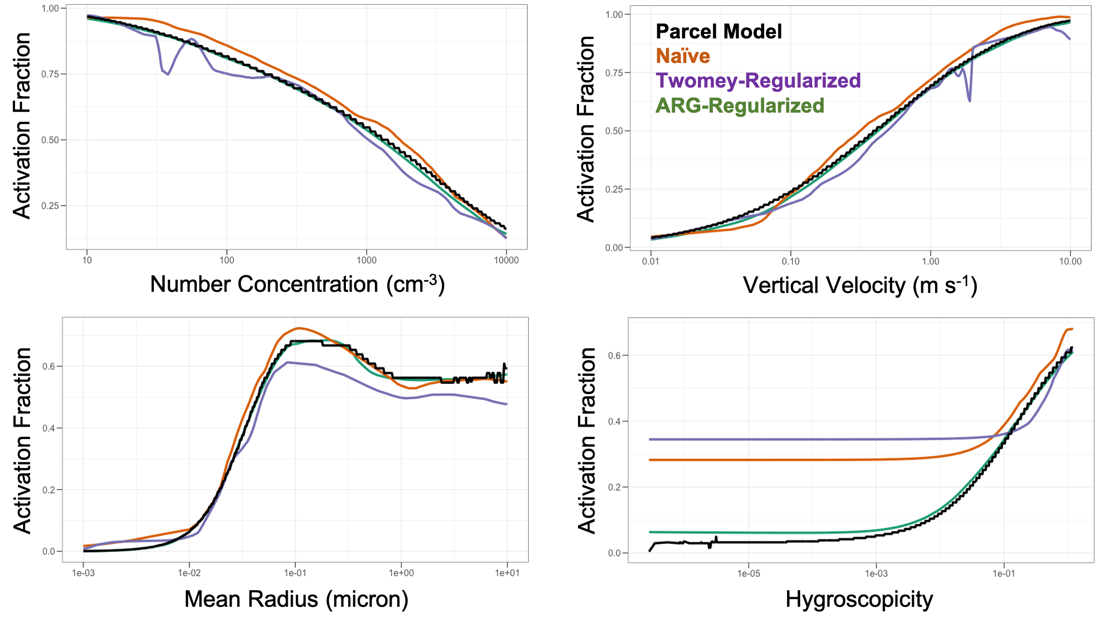 1.00
0.75
0.50
0.25
Activation Fraction
10
100
1000
10000
Number Concentration (cm-3)
Parcel Model
Naïve
Twomey-Regularized
ARG-Regularized
1.00
0.75
0.50
0.25
0.00
Activation Fraction
0.01
0.10
1.00
10.00
Vertical Velocity (m s-1)
0.6
0.4
0.2
0.0
Activation Fraction
1e-03
1e-02
1e-01
1e+00
1e+01
Mean Radius (micron)
0.6
0.4
0.2
0.0
Activation Fraction
1e-05
1e-03
1e-01
Hygroscopicity